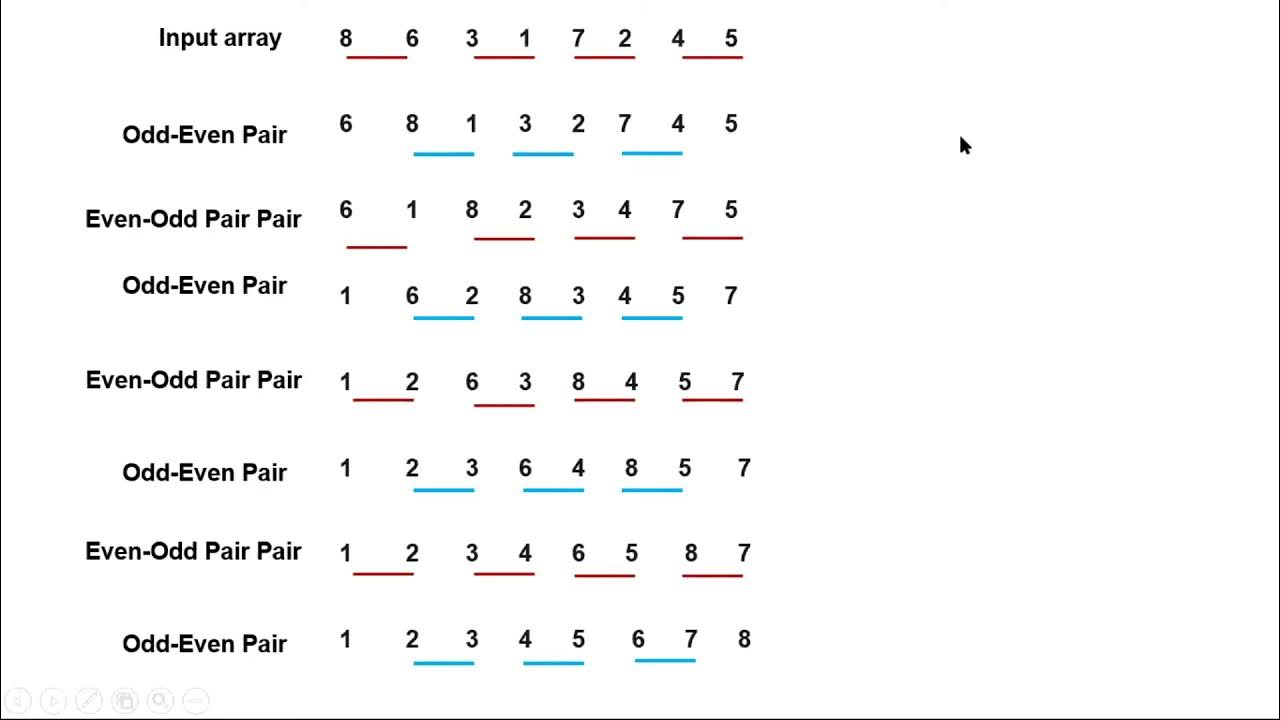 Input array 8 6 3 1 7 2 4 5
Odd-Even Pair 6 8 1 3 2 7 4 5
Even-Odd Pair Pair 6 1 8 2 3 4 7 5
Odd-Even Pair 1 6 2 8 3 4 5 7
Even-Odd Pair Pair 1 2 6 3 8 4 5 7
Odd-Even Pair 1 2 3 6 4 8 5 7
Even-Odd Pair Pair 1 2 3 4 6 5 8 7
Odd-Even Pair 1 2 3 4 5 6 7 8